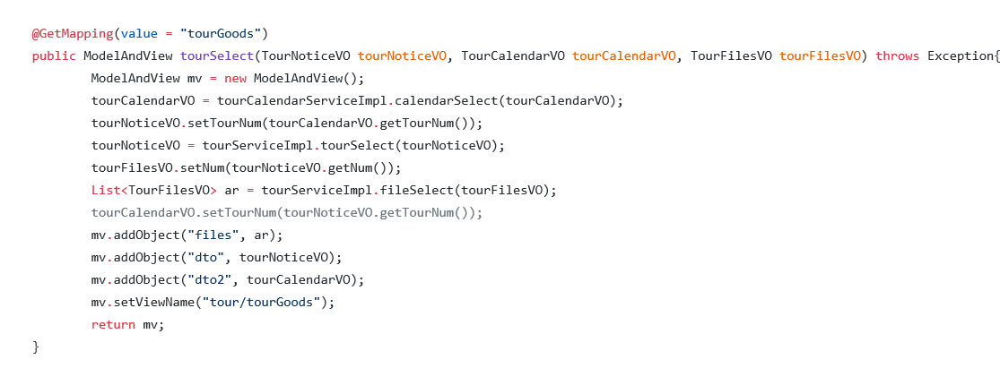 @GetMapping(value = "tourGoods")
public ModelAndView tourSelect(TourNoticeVO tourNoticeVO, TourCalendarVO tourCalendarVO, TourFilesVO tourFilesVO) throws Exception{
        ModelAndView mv = new ModelAndView();
        tourCalendarVO = tourCalendarServiceImpl.calendarSelect(tourCalendarVO);
        tourNoticeVO.setTourNum(tourCalendarVO.getTourNum());
        tourNoticeVO = tourServiceImpl.tourSelect(tourNoticeVO);
        tourFilesVO.setNum(tourNoticeVO.getNum());
        List<TourFilesVO> ar = tourServiceImpl.fileSelect(tourFilesVO);
        tourCalendarVO.setTourNum(tourNoticeVO.getTourNum());
        mv.addObject("files", ar);
        mv.addObject("dto", tourNoticeVO);
        mv.addObject("dto2", tourCalendarVO);
        mv.setViewName("tour/tourGoods");
        return mv;
}